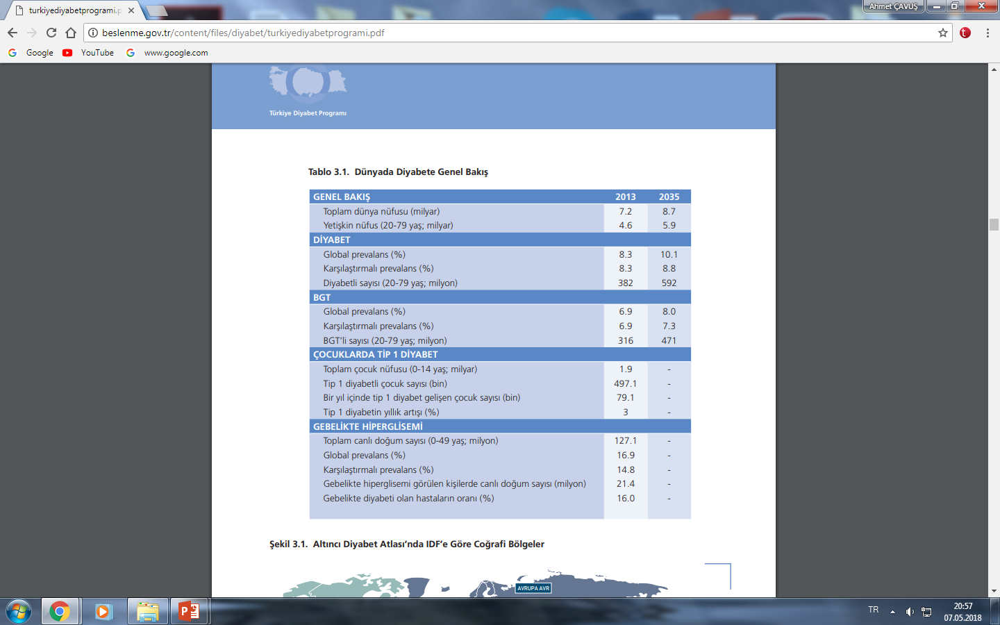 turkiyediyabetprogrami.p
Ahmet ÇAVUŞ
beslenme.gov.tr/content/files/diyabet/turkiyediyabetprogrami.pdf
Google YouTube www.google.com
Türkiye Diyabet Programı
Tablo 3.1. Dünyada Diyabete Genel Bakış
GENEL BAKIŞ 2013 2035
Toplam dünya nüfusu (milyar) 7.2 8.7
Yetişkin nüfus (20-79 yaş; milyar) 4.6 5.9
DİYABET
Global prevalans (%) 8.3 10.1
Karşılaştırmalı prevalans (%) 8.3 8.8
Diyabetli sayısı (20-79 yaş; milyon) 382 592
BGT
Global prevalans (%) 6.9 8.0
Karşılaştırmalı prevalans (%) 6.9 7.3
BGT'li sayısı (20-79 yaş; milyon) 316 471
ÇOCUKLARDA TİP 1 DİYABET
Toplam çocuk nüfusu (0-14 yaş; milyar) 1.9 -
Tip 1 diyabetli çocuk sayısı (bin) 497.1 -
Bir yıl içinde tip 1 diyabet gelişen çocuk sayısı (bin) 79.1 -
Tip 1 diyabetin yıllık artışı (%) 3 -
GEBELİKTE HİPERGLİSEMİ
Toplam canlı doğum sayısı (0-49 yaş; milyon) 127.1 -
Global prevalans (%) 16.9 -
Karşılaştırmalı prevalans (%) 14.8 -
Gebelikte hiperglisemi görülen kişilerde canlı doğum sayısı (milyon) 21.4 -
Gebelikte diyabeti olan hastaların oranı (%) 16.0 -
Şekil 3.1. Altıncı Diyabet Atlası'nda IDF'e Göre Coğrafi Bölgeler
AVRUPA AVR
TR
20:57
07.05.2018